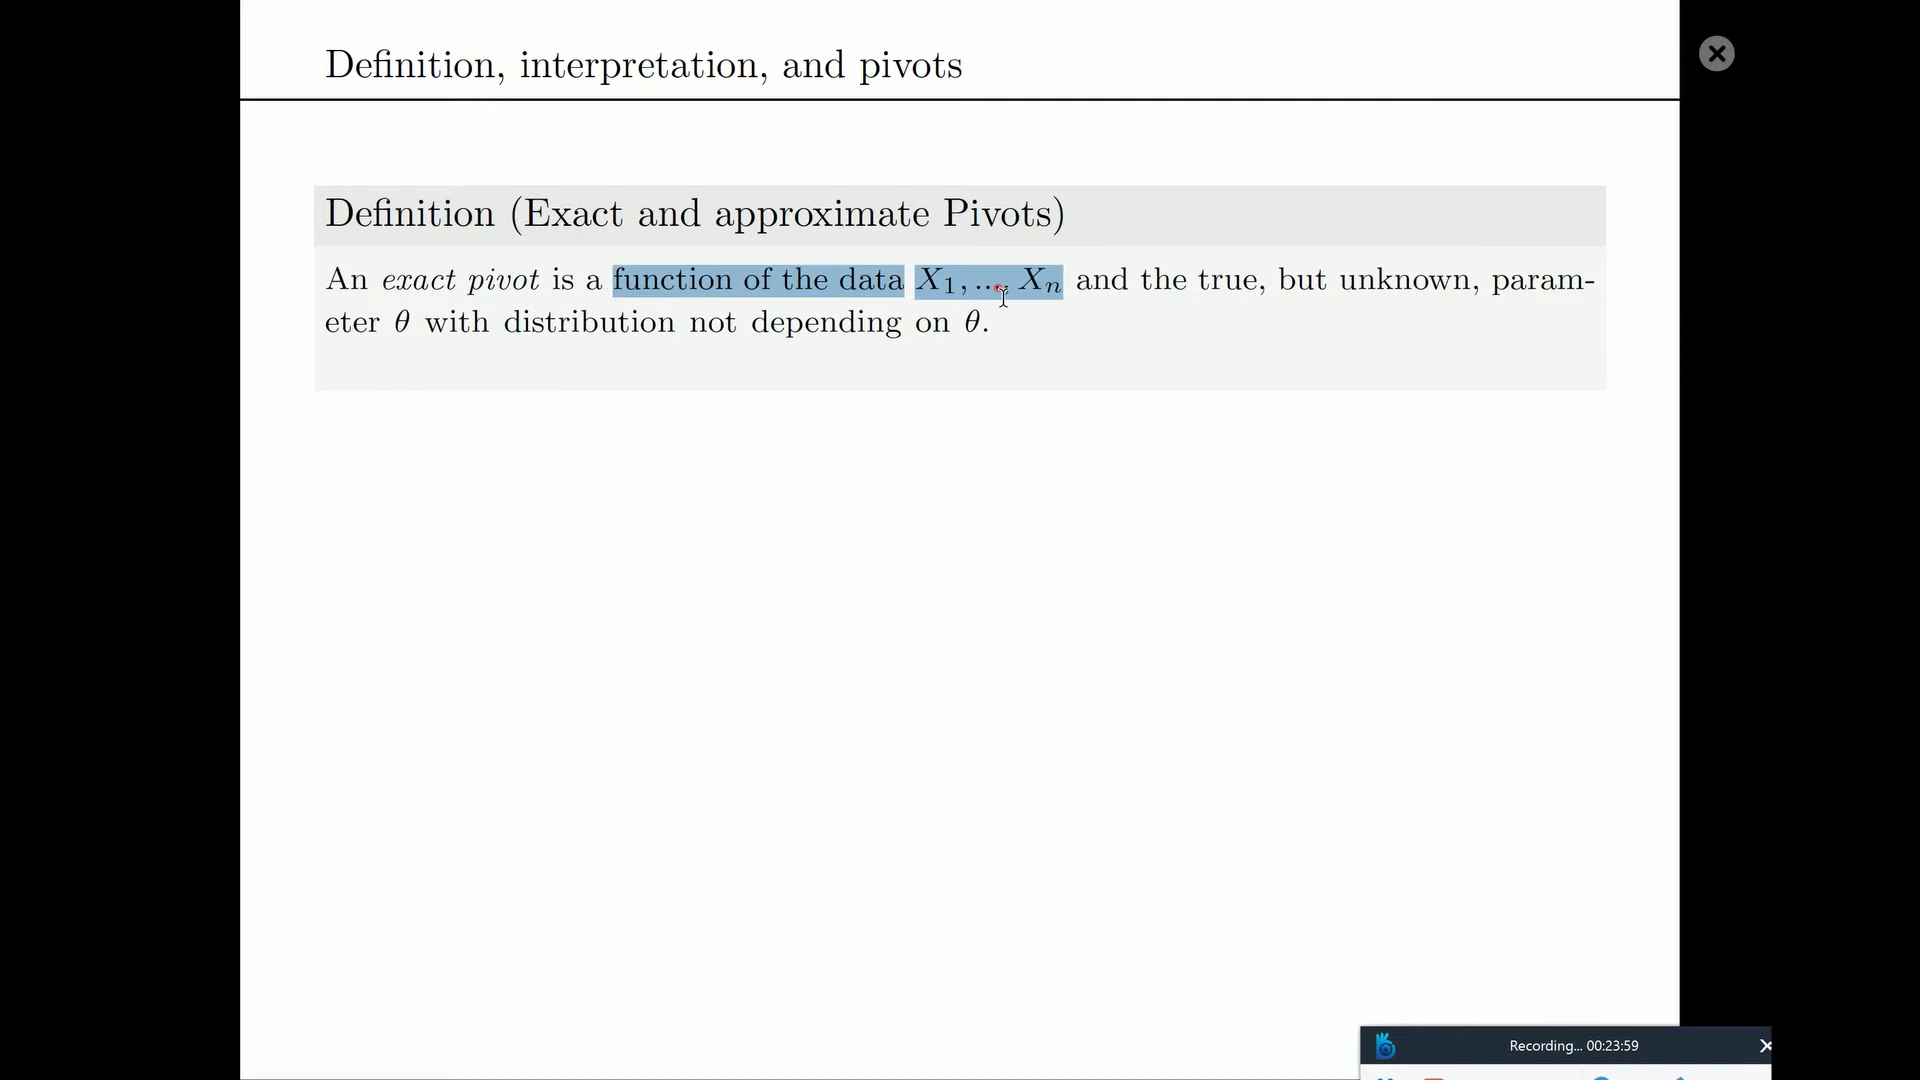 Definition, interpretation, and pivots
Definition (Exact and approximate Pivots)
An exact pivot is a function of the data X₁, ..., Xₙ and the true, but unknown, param-
eter θ with distribution not depending on θ.
Recording... 00:23:59